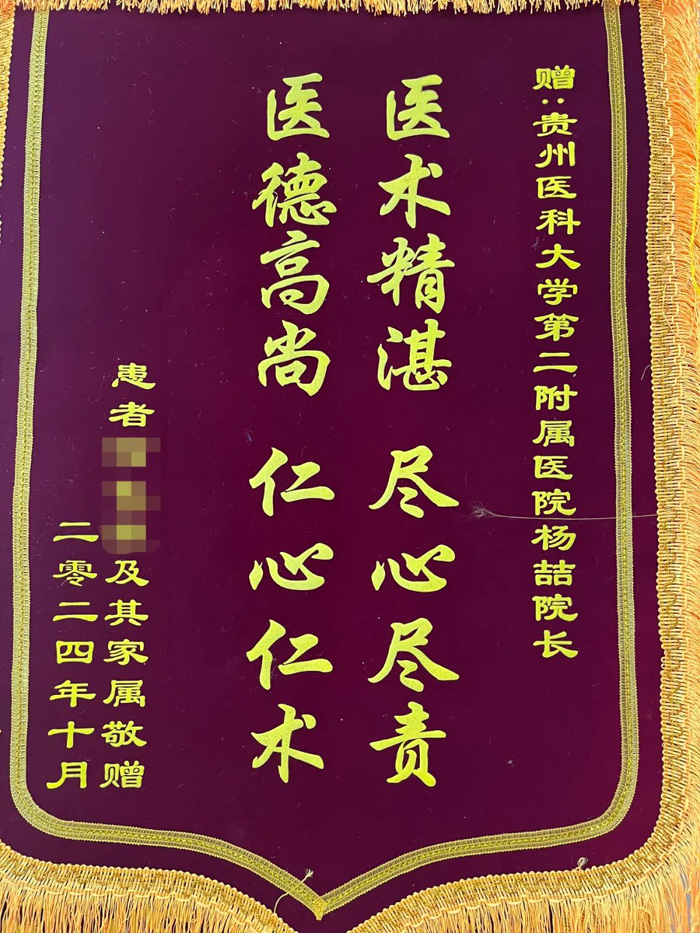 赠:贵州医科大学第二附属医院杨喆院长
医术精湛 尽心尽责
医德高尚 仁心仁术
患者及其家属敬赠
二零二四年十月